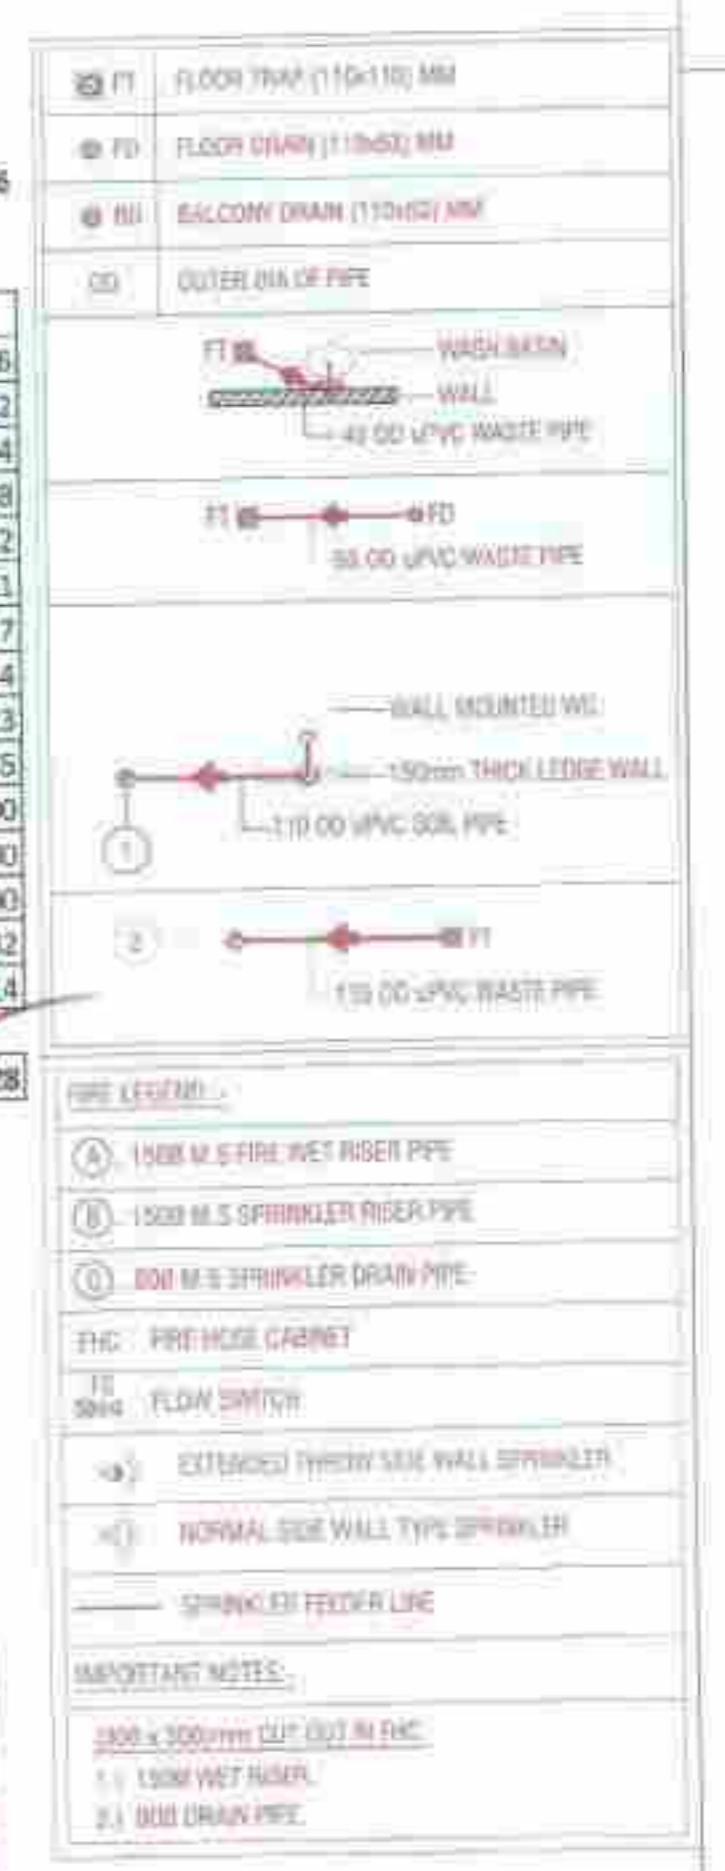 FT FLOOR TRAP (110x110) MM
FD FLOOR DRAIN (110x50) MM
BD BALCONY DRAIN (110x50) MM
OD OUTER DIA OF PIPE
FT WASH BASIN
WALL
40 OD uPVC WASTE PIPE
FT FD
50 OD uPVC WASTE PIPE
WALL MOUNTED WC
150mm THICK LEDGE WALL
110 OD uPVC SOIL PIPE
1
2 FT
110 OD uPVC WASTE PIPE
FIRE LEGEND :-
A 150Ø M.S FIRE WET RISER PIPE
B 150Ø M.S SPRINKLER RISER PIPE
80Ø M.S SPRINKLER DRAIN PIPE
FHC FIRE HOSE CABINET
FLOW SWITCH
EXTENDED THROW SIDE WALL SPRINKLER
NORMAL SIDE WALL TYPE SPRINKLER
SPRINKLER FEEDER LINE
IMPORTANT NOTES:-
x 300mm CUT OUT IN FHC
1.) 150Ø WET RISER.
2.) 80Ø DRAIN PIPE.